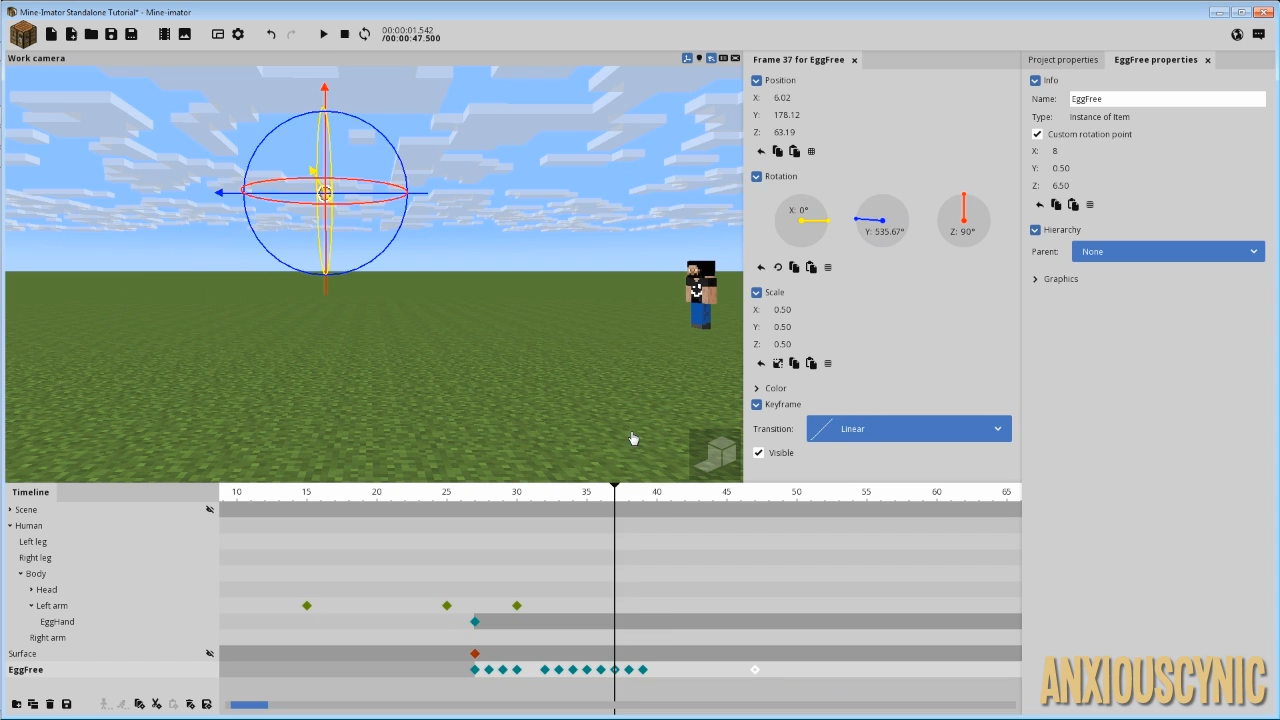 Mine-Imator Standalone Tutorial* - Mine-imator
00:00:01.542
/00:00:47.500
Work camera
Frame 37 for EggFree
Position
X: 6.02
Y: 178.12
Z: 63.19
Rotation
X: 0°
Y: 535.67°
Z: 90°
Scale
X: 0.50
Y: 0.50
Z: 0.50
Color
Keyframe
Transition: Linear
Visible
Project properties
EggFree properties
Info
Name: EggFree
Type: Instance of Item
Custom rotation point
X: 8
Y: 0.50
Z: 6.50
Hierarchy
Parent: None
Graphics
Timeline
10 15 20 25 30 35 40 45 50 55 60 65
Scene
Human
Left leg
Right leg
Body
Head
Left arm
EggHand
Right arm
Surface
EggFree
ANXIOUSCYNIC